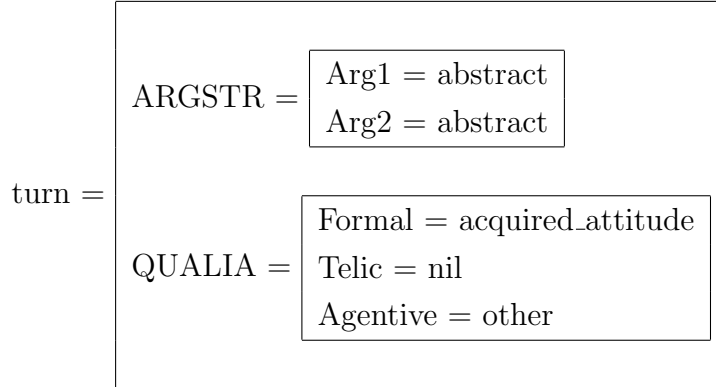 turn =
ARGSTR =
Arg1 = abstract
Arg2 = abstract
QUALIA =
Formal = acquired_attitude
Telic = nil
Agentive = other